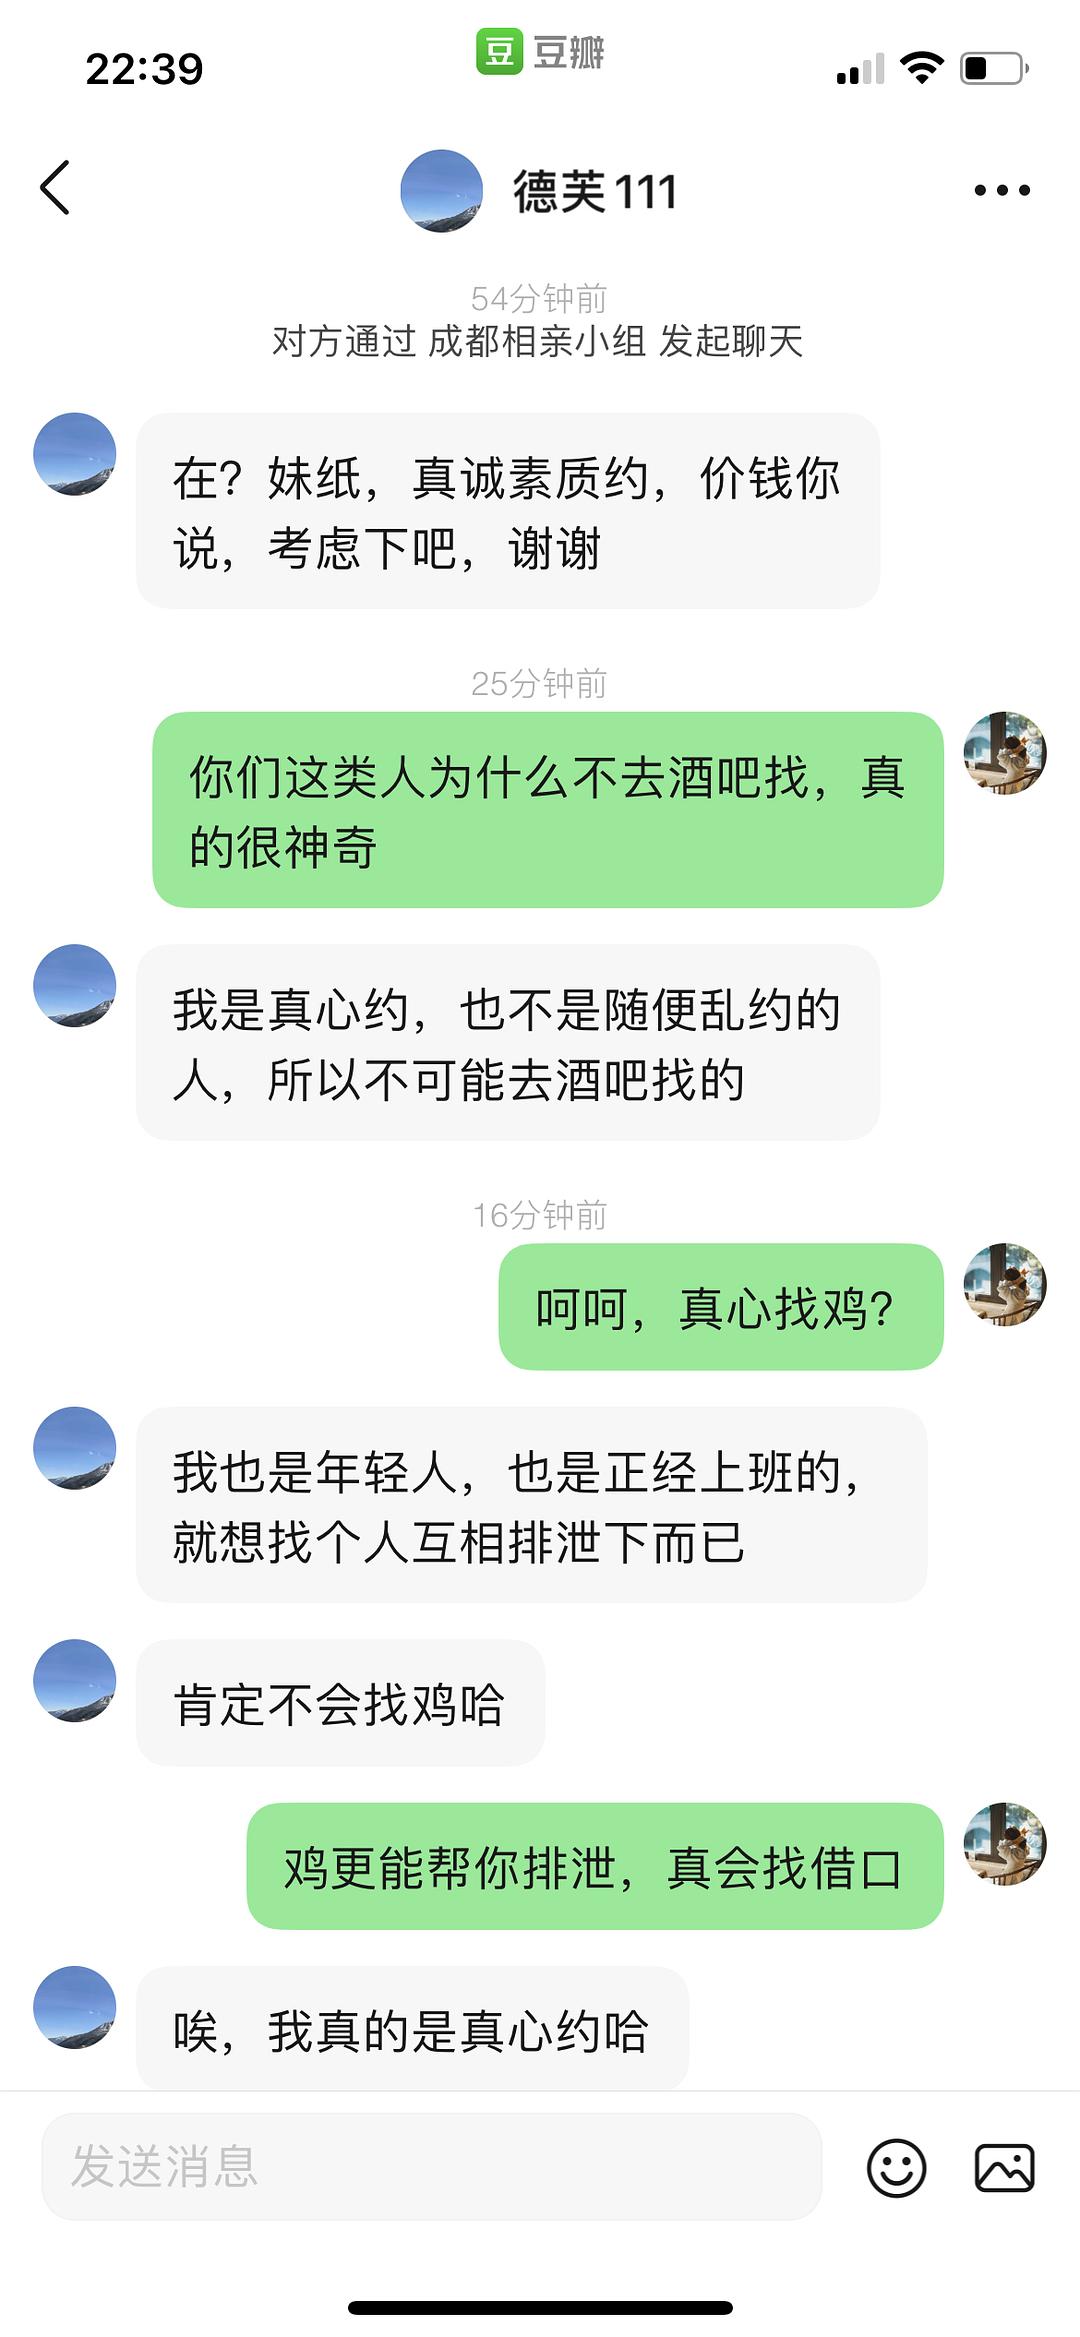 22:39
豆 豆瓣
德芙111
54分钟前
对方通过 成都相亲小组 发起聊天
在？妹纸，真诚素质约，价钱你
说，考虑下吧，谢谢
25分钟前
你们这类人为什么不去酒吧找，真
的很神奇
我是真心约，也不是随便乱约的
人，所以不可能去酒吧找的
16分钟前
呵呵，真心找鸡？
我也是年轻人，也是正经上班的，
就想找个人互相排泄下而已
肯定不会找鸡哈
鸡更能帮你排泄，真会找借口
唉，我真的是真心约哈
发送消息